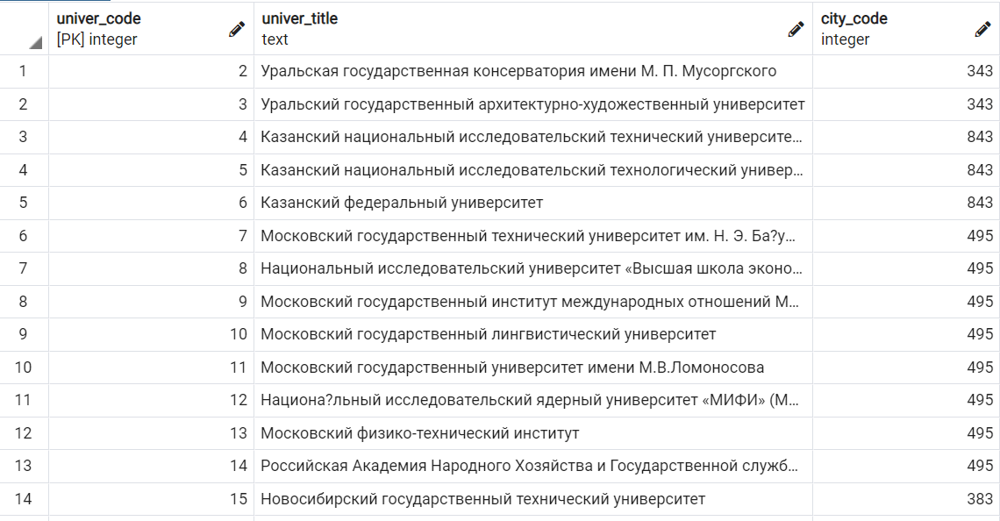 univer_code univer_title city_code
[PK] integer text integer
1 2 Уральская государственная консерватория имени М. П. Мусоргского 343
2 3 Уральский государственный архитектурно-художественный университет 343
3 4 Казанский национальный исследовательский технический университе... 843
4 5 Казанский национальный исследовательский технологический универ... 843
5 6 Казанский федеральный университет 843
6 7 Московский государственный технический университет им. Н. Э. Ба?у... 495
7 8 Национальный исследовательский университет «Высшая школа эконо... 495
8 9 Московский государственный институт международных отношений М... 495
9 10 Московский государственный лингвистический университет 495
10 11 Московский государственный университет имени М.В.Ломоносова 495
11 12 Национа?льный исследовательский ядерный университет «МИФИ» (М... 495
12 13 Московский физико-технический институт 495
13 14 Российская Академия Народного Хозяйства и Государственной служб... 495
14 15 Новосибирский государственный технический университет 383